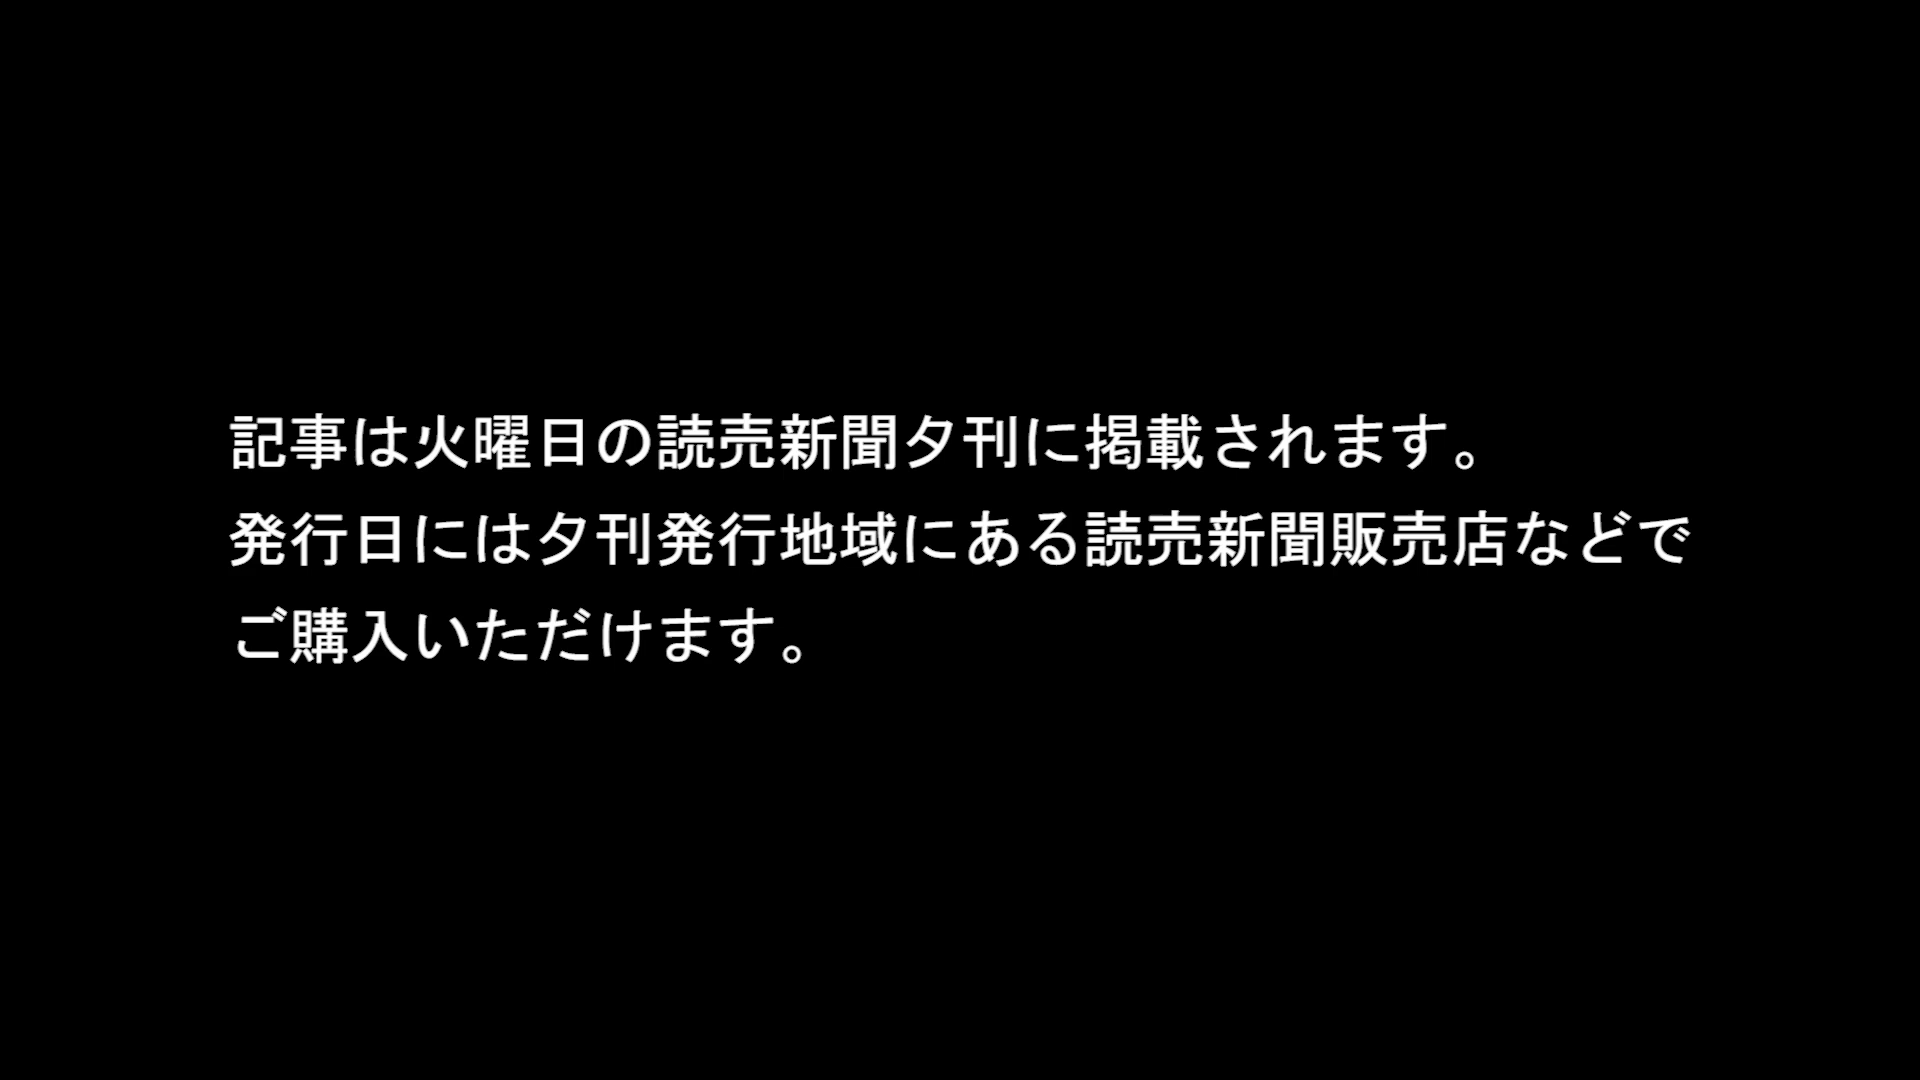 記事は火曜日の読売新聞夕刊に掲載されます。
発行日には夕刊発行地域にある読売新聞販売店などで
ご購入いただけます。